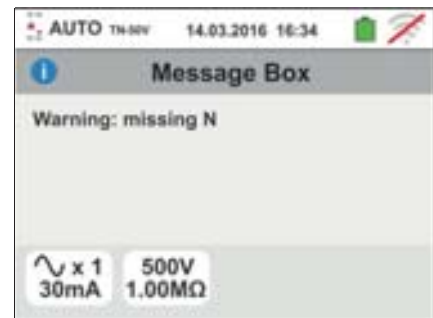 AUTO TN-50V 14.03.2016 16:34
Message Box
Warning: missing N
∿ x 1 500V
30mA 1.00MΩ